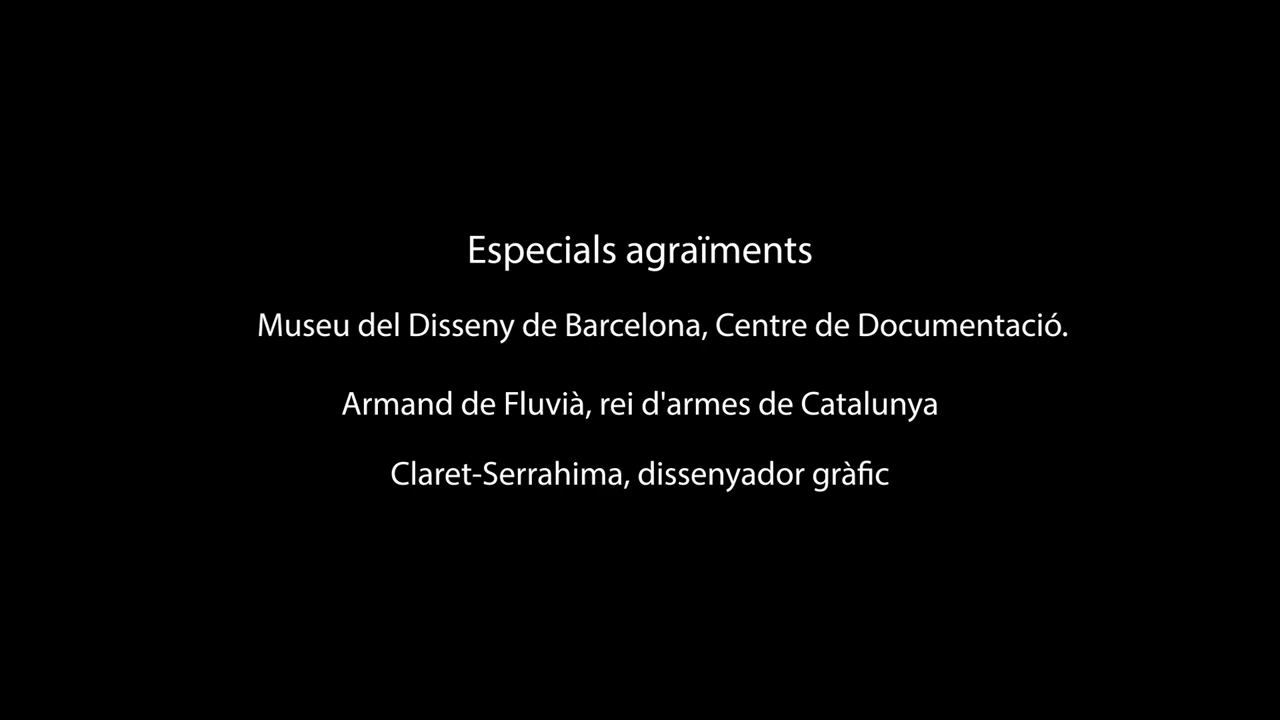 Especials agraïments
Museu del Disseny de Barcelona, Centre de Documentació.
Armand de Fluvià, rei d'armes de Catalunya
Claret-Serrahima, dissenyador gràfic